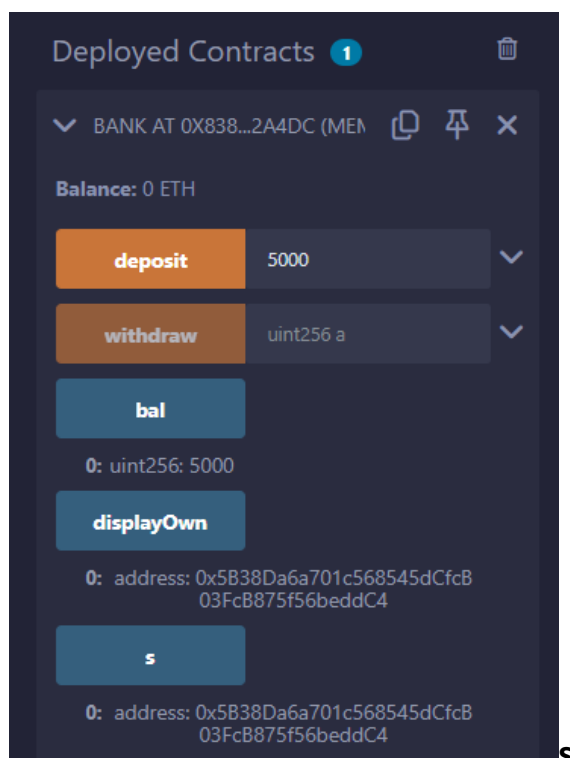 Deployed Contracts 1
BANK AT 0X838...2A4DC (MEM
Balance: 0 ETH
deposit 5000
withdraw uint256 a
bal
0: uint256: 5000
displayOwn
0: address: 0x5B38Da6a701c568545dCfcB
03FcB875f56beddC4
s
0: address: 0x5B38Da6a701c568545dCfcB
03FcB875f56beddC4
s